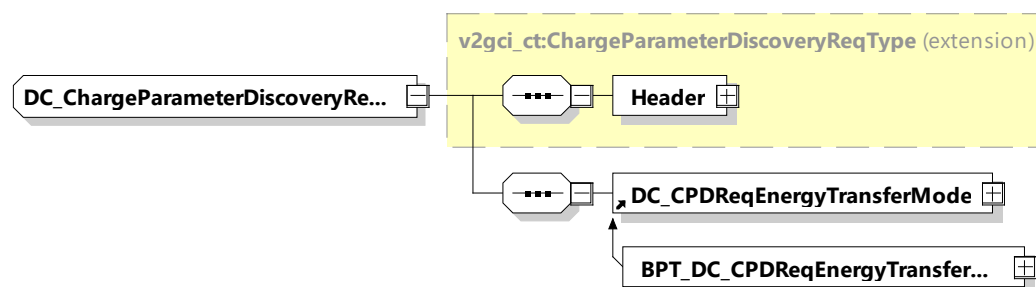 v2gci_ct:ChargeParameterDiscoveryReqType (extension)
DC_ChargeParameterDiscoveryRe...
Header
DC_CPDReqEnergyTransferMode
BPT_DC_CPDReqEnergyTransfer...